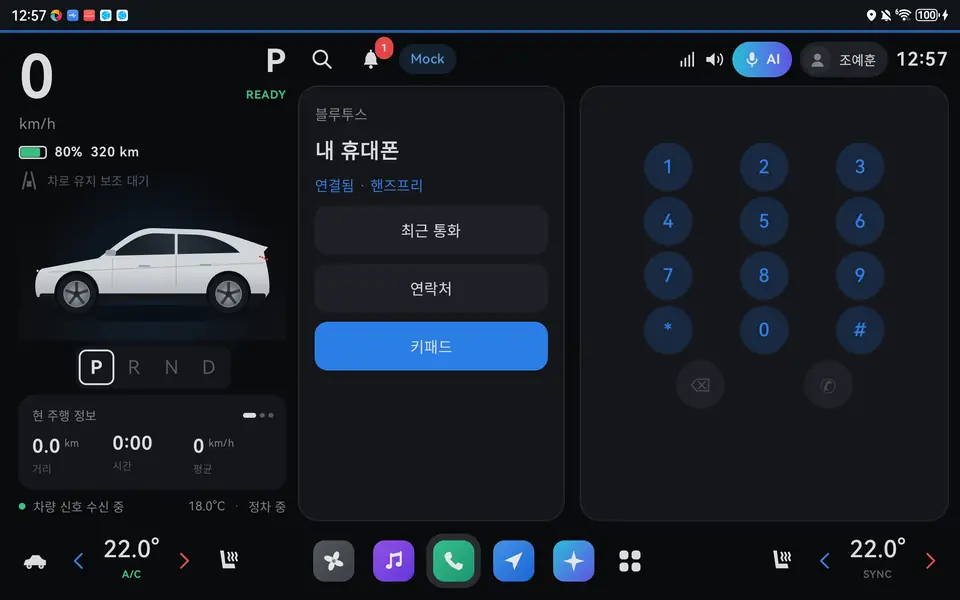 12:57
100
0
P
READY
km/h
80% 320 km
차로 유지 보조 대기
P R N D
현 주행 정보
0.0 km
거리
0:00
시간
0 km/h
평균
차량 신호 수신 중
18.0°C · 정차 중
1
Mock
AI
조예훈
12:57
블루투스
내 휴대폰
연결됨 · 핸즈프리
최근 통화
연락처
키패드
1 2 3
4 5 6
7 8 9
* 0 #
22.0°
A/C
22.0°
SYNC